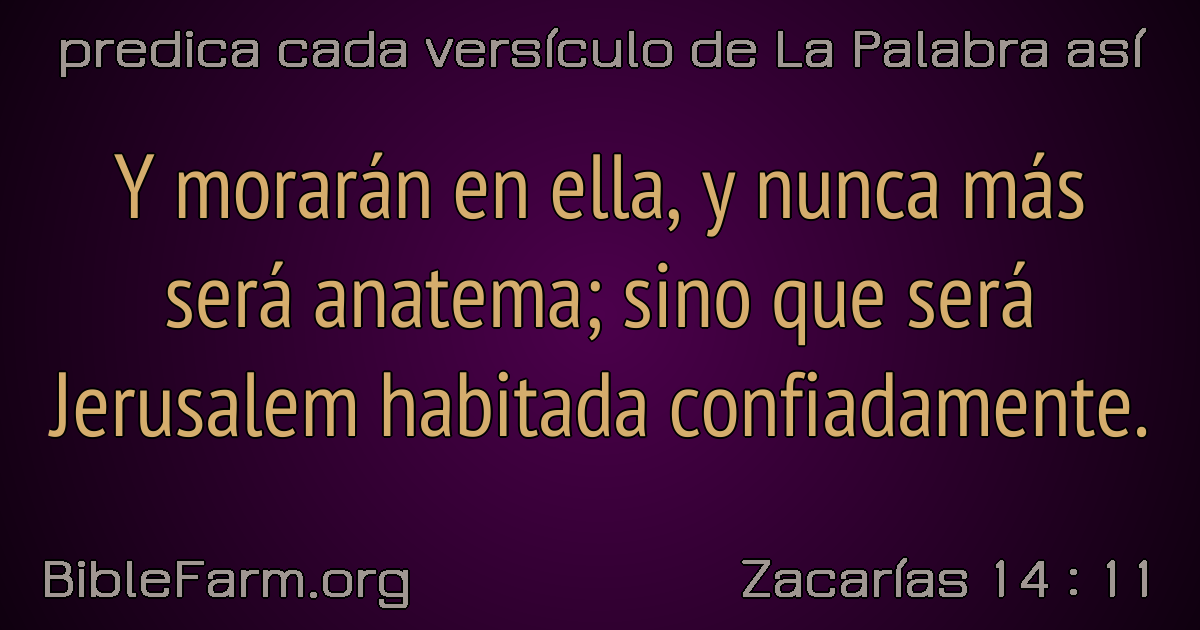 predica cada versículo de La Palabra así
Y morarán en ella, y nunca más
será anatema; sino que será
Jerusalem habitada confiadamente.
BibleFarm.org
Zacarías 14 : 11